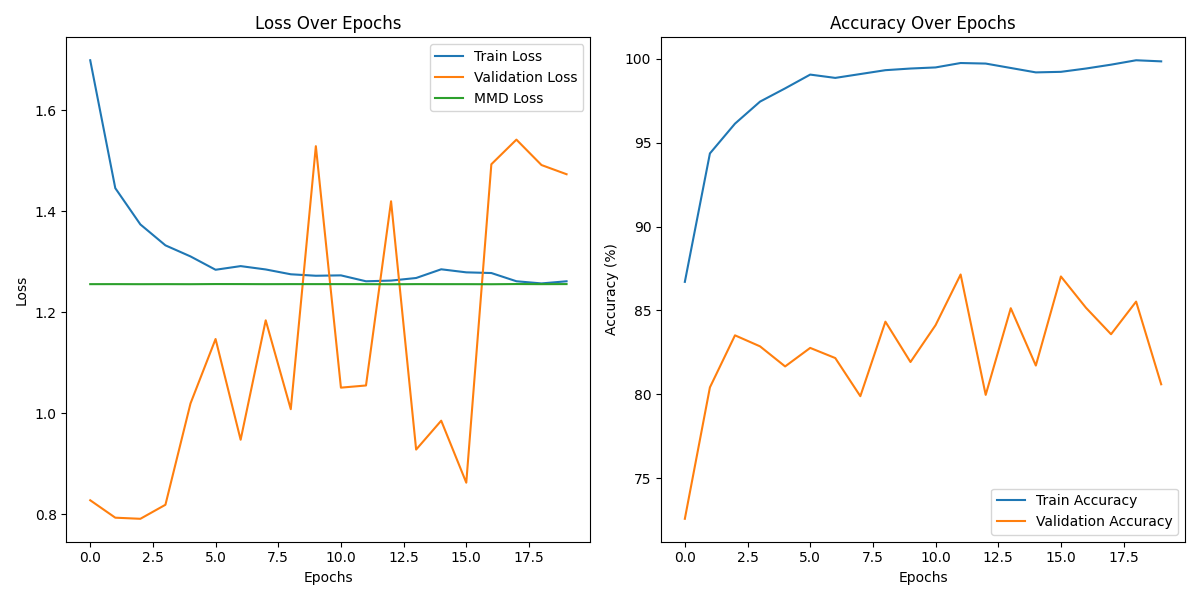 Loss Over Epochs
Train Loss
Validation Loss
MMD Loss
Loss
1.6
1.4
1.2
1.0
0.8
0.0 2.5 5.0 7.5 10.0 12.5 15.0 17.5
Epochs
Accuracy Over Epochs
Accuracy (%)
100
95
90
85
80
75
Train Accuracy
Validation Accuracy
0.0 2.5 5.0 7.5 10.0 12.5 15.0 17.5
Epochs